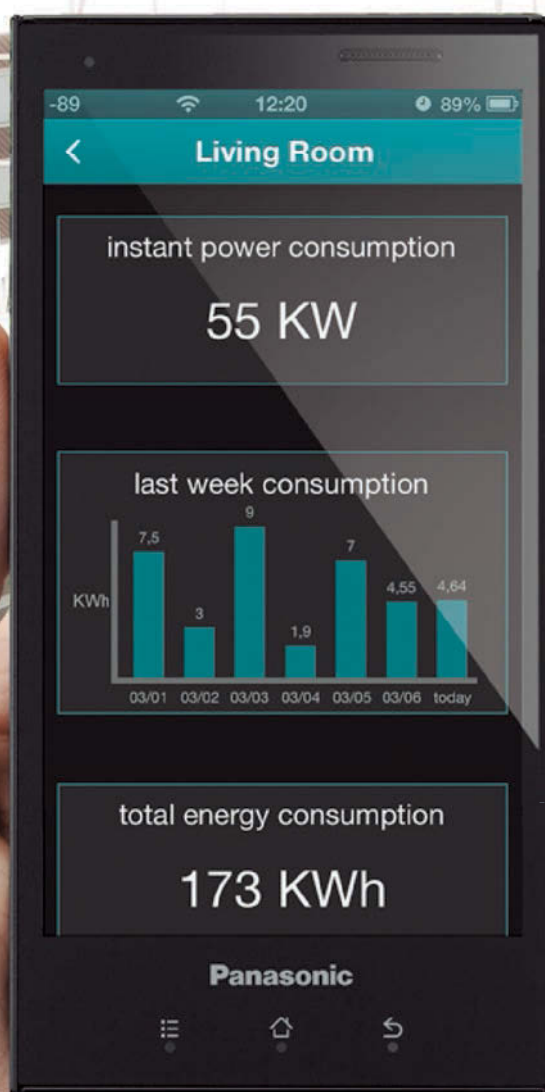 -89 12:20 89%
Living Room
instant power consumption
55 KW
last week consumption
9
7,5
7
4,55 4,64
KWh
3
1,9
03/01 03/02 03/03 03/04 03/05 03/06 today
total energy consumption
173 KWh
Panasonic